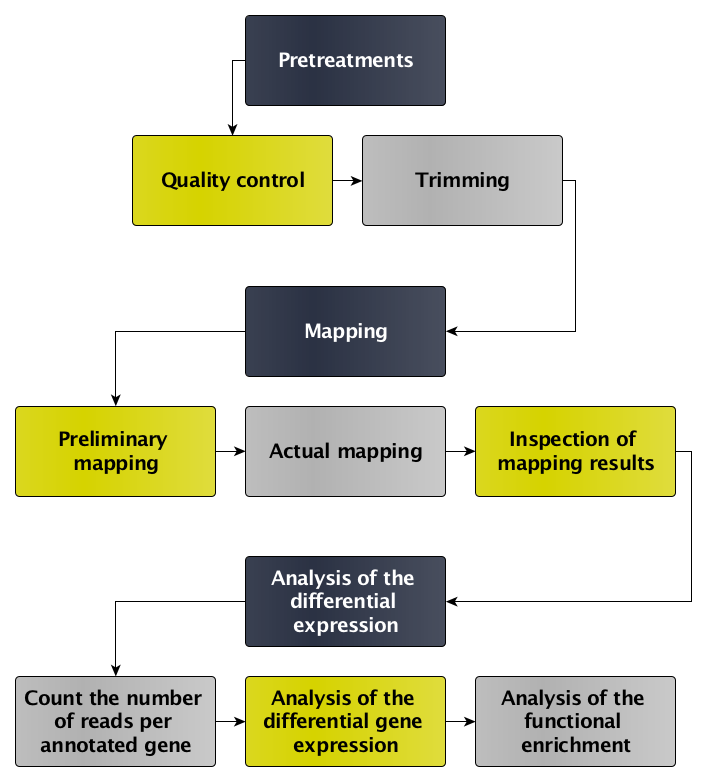 Pretreatments
Quality control
Trimming
Mapping
Preliminary
mapping
Actual mapping
Inspection of
mapping results
Analysis of the
differential
expression
Count the number
of reads per
annotated gene
Analysis of the
differential gene
expression
Analysis of the
functional
enrichment